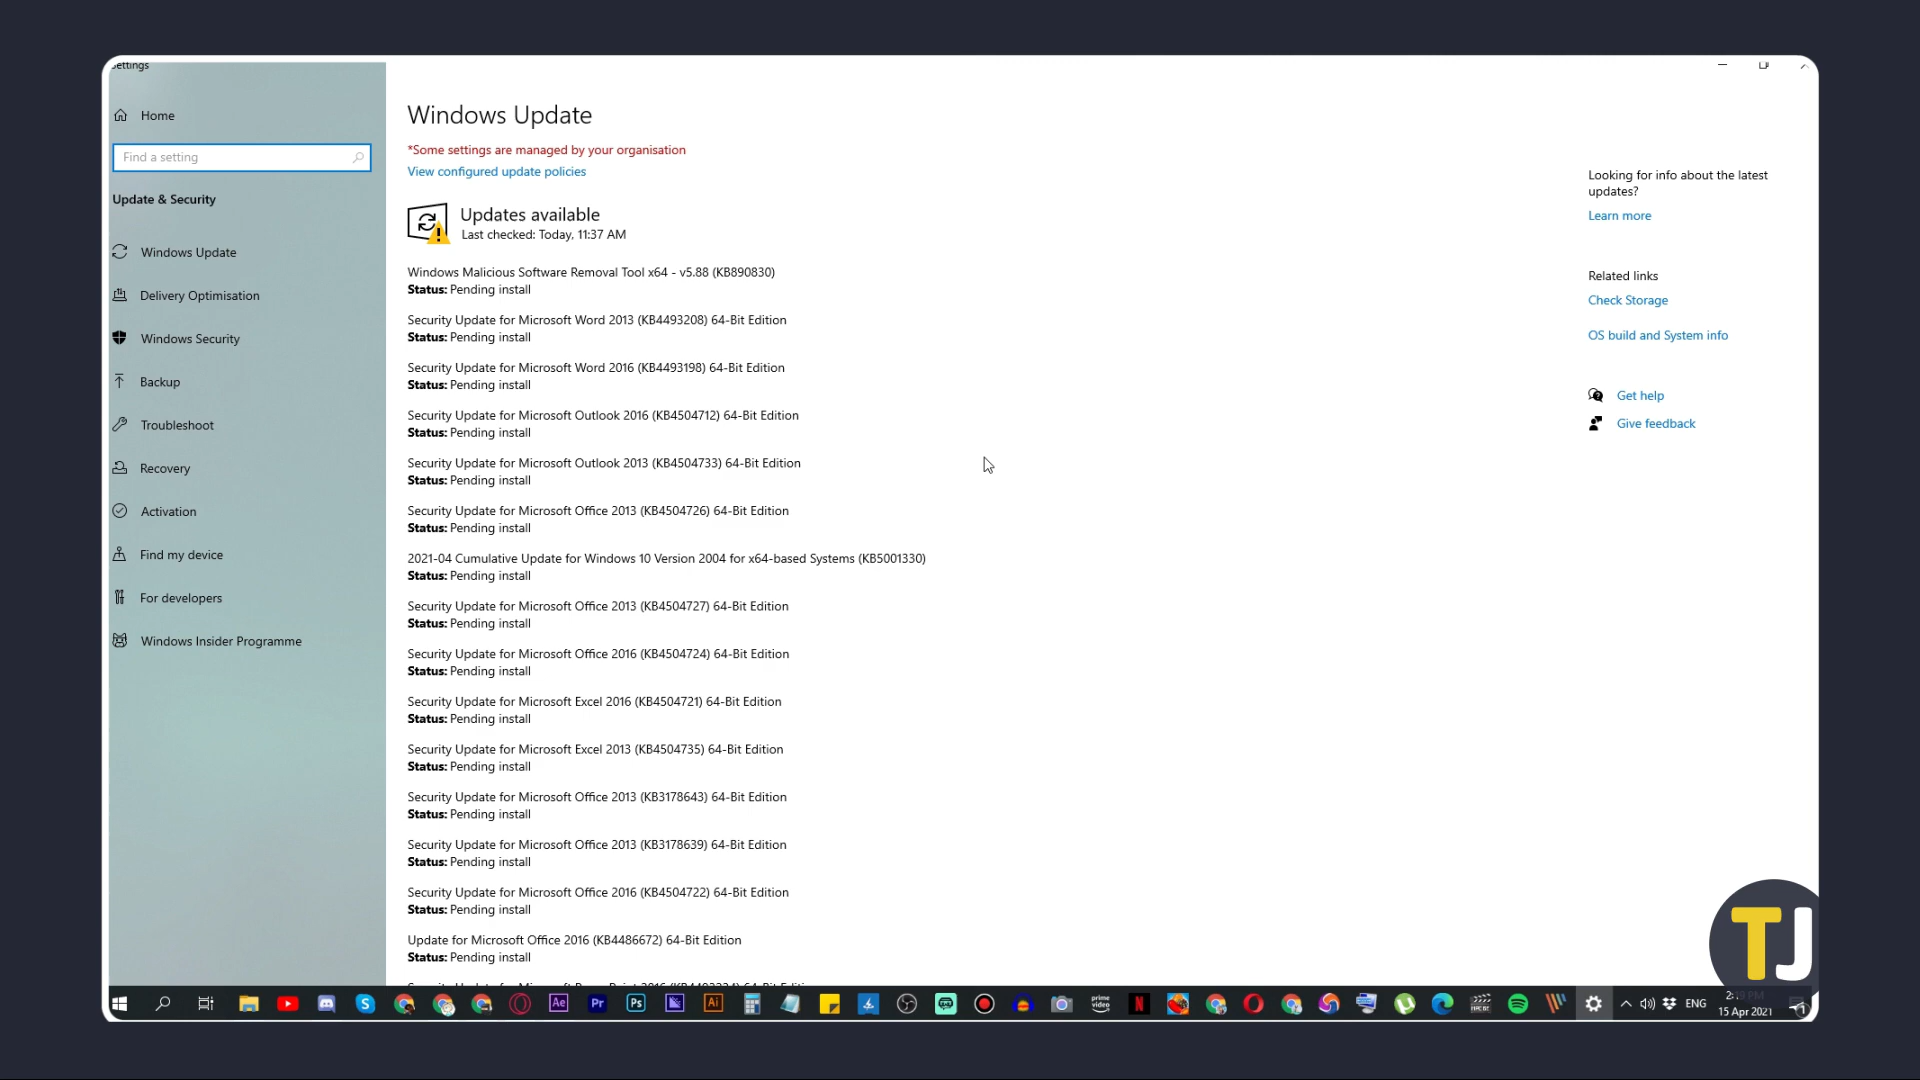 Settings
Home
Find a setting
Update & Security
Windows Update
Delivery Optimisation
Windows Security
Backup
Troubleshoot
Recovery
Activation
Find my device
For developers
Windows Insider Programme
Windows Update
*Some settings are managed by your organisation
View configured update policies
Updates available
Last checked: Today, 11:37 AM
Windows Malicious Software Removal Tool x64 - v5.88 (KB890830)
Status: Pending install
Security Update for Microsoft Word 2013 (KB4493208) 64-Bit Edition
Status: Pending install
Security Update for Microsoft Word 2016 (KB4493198) 64-Bit Edition
Status: Pending install
Security Update for Microsoft Outlook 2016 (KB4504712) 64-Bit Edition
Status: Pending install
Security Update for Microsoft Outlook 2013 (KB4504733) 64-Bit Edition
Status: Pending install
Security Update for Microsoft Office 2013 (KB4504726) 64-Bit Edition
Status: Pending install
2021-04 Cumulative Update for Windows 10 Version 2004 for x64-based Systems (KB5001330)
Status: Pending install
Security Update for Microsoft Office 2013 (KB4504727) 64-Bit Edition
Status: Pending install
Security Update for Microsoft Office 2016 (KB4504724) 64-Bit Edition
Status: Pending install
Security Update for Microsoft Excel 2016 (KB4504721) 64-Bit Edition
Status: Pending install
Security Update for Microsoft Excel 2013 (KB4504735) 64-Bit Edition
Status: Pending install
Security Update for Microsoft Office 2013 (KB3178643) 64-Bit Edition
Status: Pending install
Security Update for Microsoft Office 2013 (KB3178639) 64-Bit Edition
Status: Pending install
Security Update for Microsoft Office 2016 (KB4504722) 64-Bit Edition
Status: Pending install
Update for Microsoft Office 2016 (KB4486672) 64-Bit Edition
Status: Pending install
Looking for info about the latest
updates?
Learn more
Related links
Check Storage
OS build and System info
Get help
Give feedback
TJ
Ae
Pr
Ps
Ai
prime video
N
ENG
15 Apr 2021
1